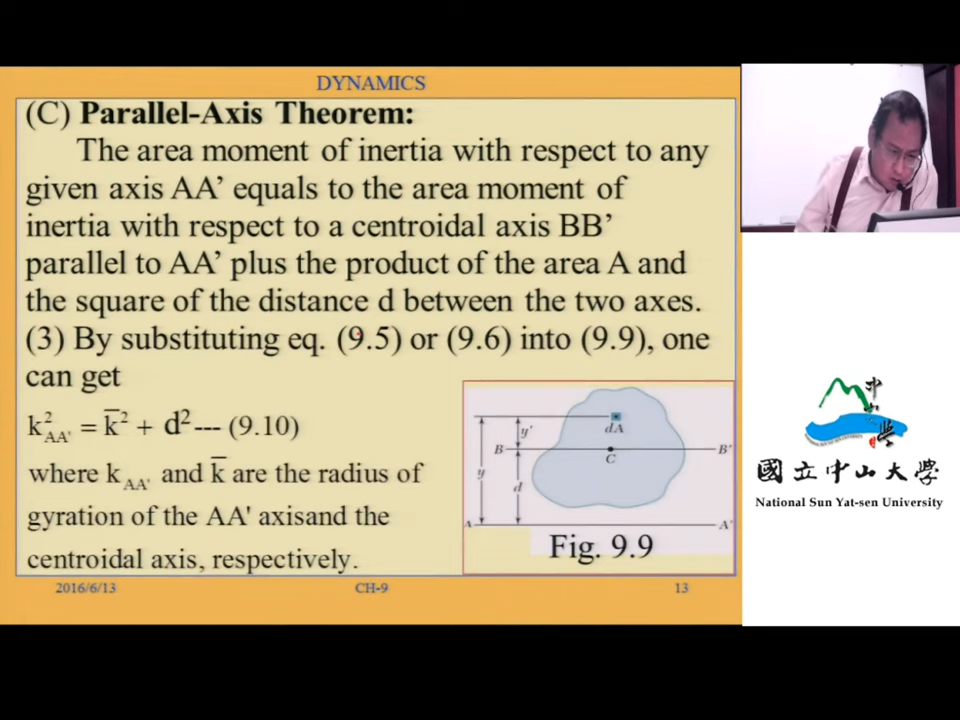 DYNAMICS
(C) Parallel-Axis Theorem:
The area moment of inertia with respect to any
given axis AA’ equals to the area moment of
inertia with respect to a centroidal axis BB’
parallel to AA’ plus the product of the area A and
the square of the distance d between the two axes.
(3) By substituting eq. (9.5) or (9.6) into (9.9), one
can get
k²AA' = k̅² + d²--- (9.10)
where k AA' and k̅ are the radius of
gyration of the AA' axisand the
centroidal axis, respectively.
dA
y'
B
C
B'
y
d
A
A'
Fig. 9.9
2016/6/13
CH-9
13
中山大學
國立中山大學
National Sun Yat-sen University